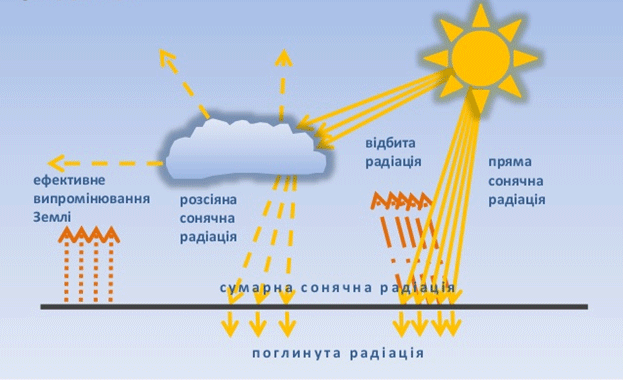 відбита
радіація
пряма
сонячна
радіація
ефективне
випромінювання
Землі
розсіяна
сонячна
радіація
сумарна сонячна радіація
поглинута радіація